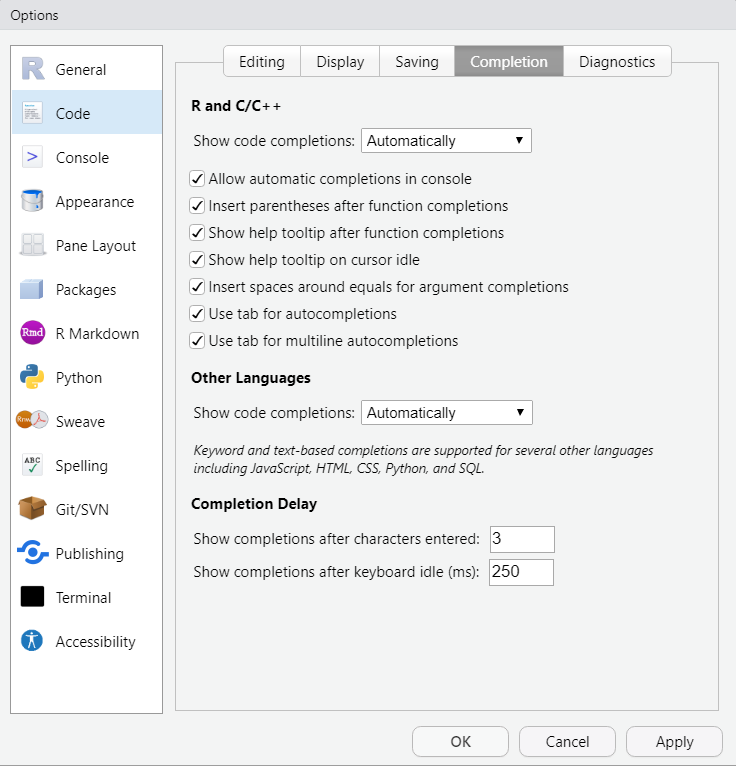 Options
General
Code
Console
Appearance
Pane Layout
Packages
Rmd R Markdown
Python
Sweave
ABC Spelling
Git/SVN
Publishing
Terminal
Accessibility
Editing Display Saving Completion Diagnostics
R and C/C++
Show code completions: Automatically
Allow automatic completions in console
Insert parentheses after function completions
Show help tooltip after function completions
Show help tooltip on cursor idle
Insert spaces around equals for argument completions
Use tab for autocompletions
Use tab for multiline autocompletions
Other Languages
Show code completions: Automatically
Keyword and text-based completions are supported for several other languages
including JavaScript, HTML, CSS, Python, and SQL.
Completion Delay
Show completions after characters entered: 3
Show completions after keyboard idle (ms): 250
OK Cancel Apply